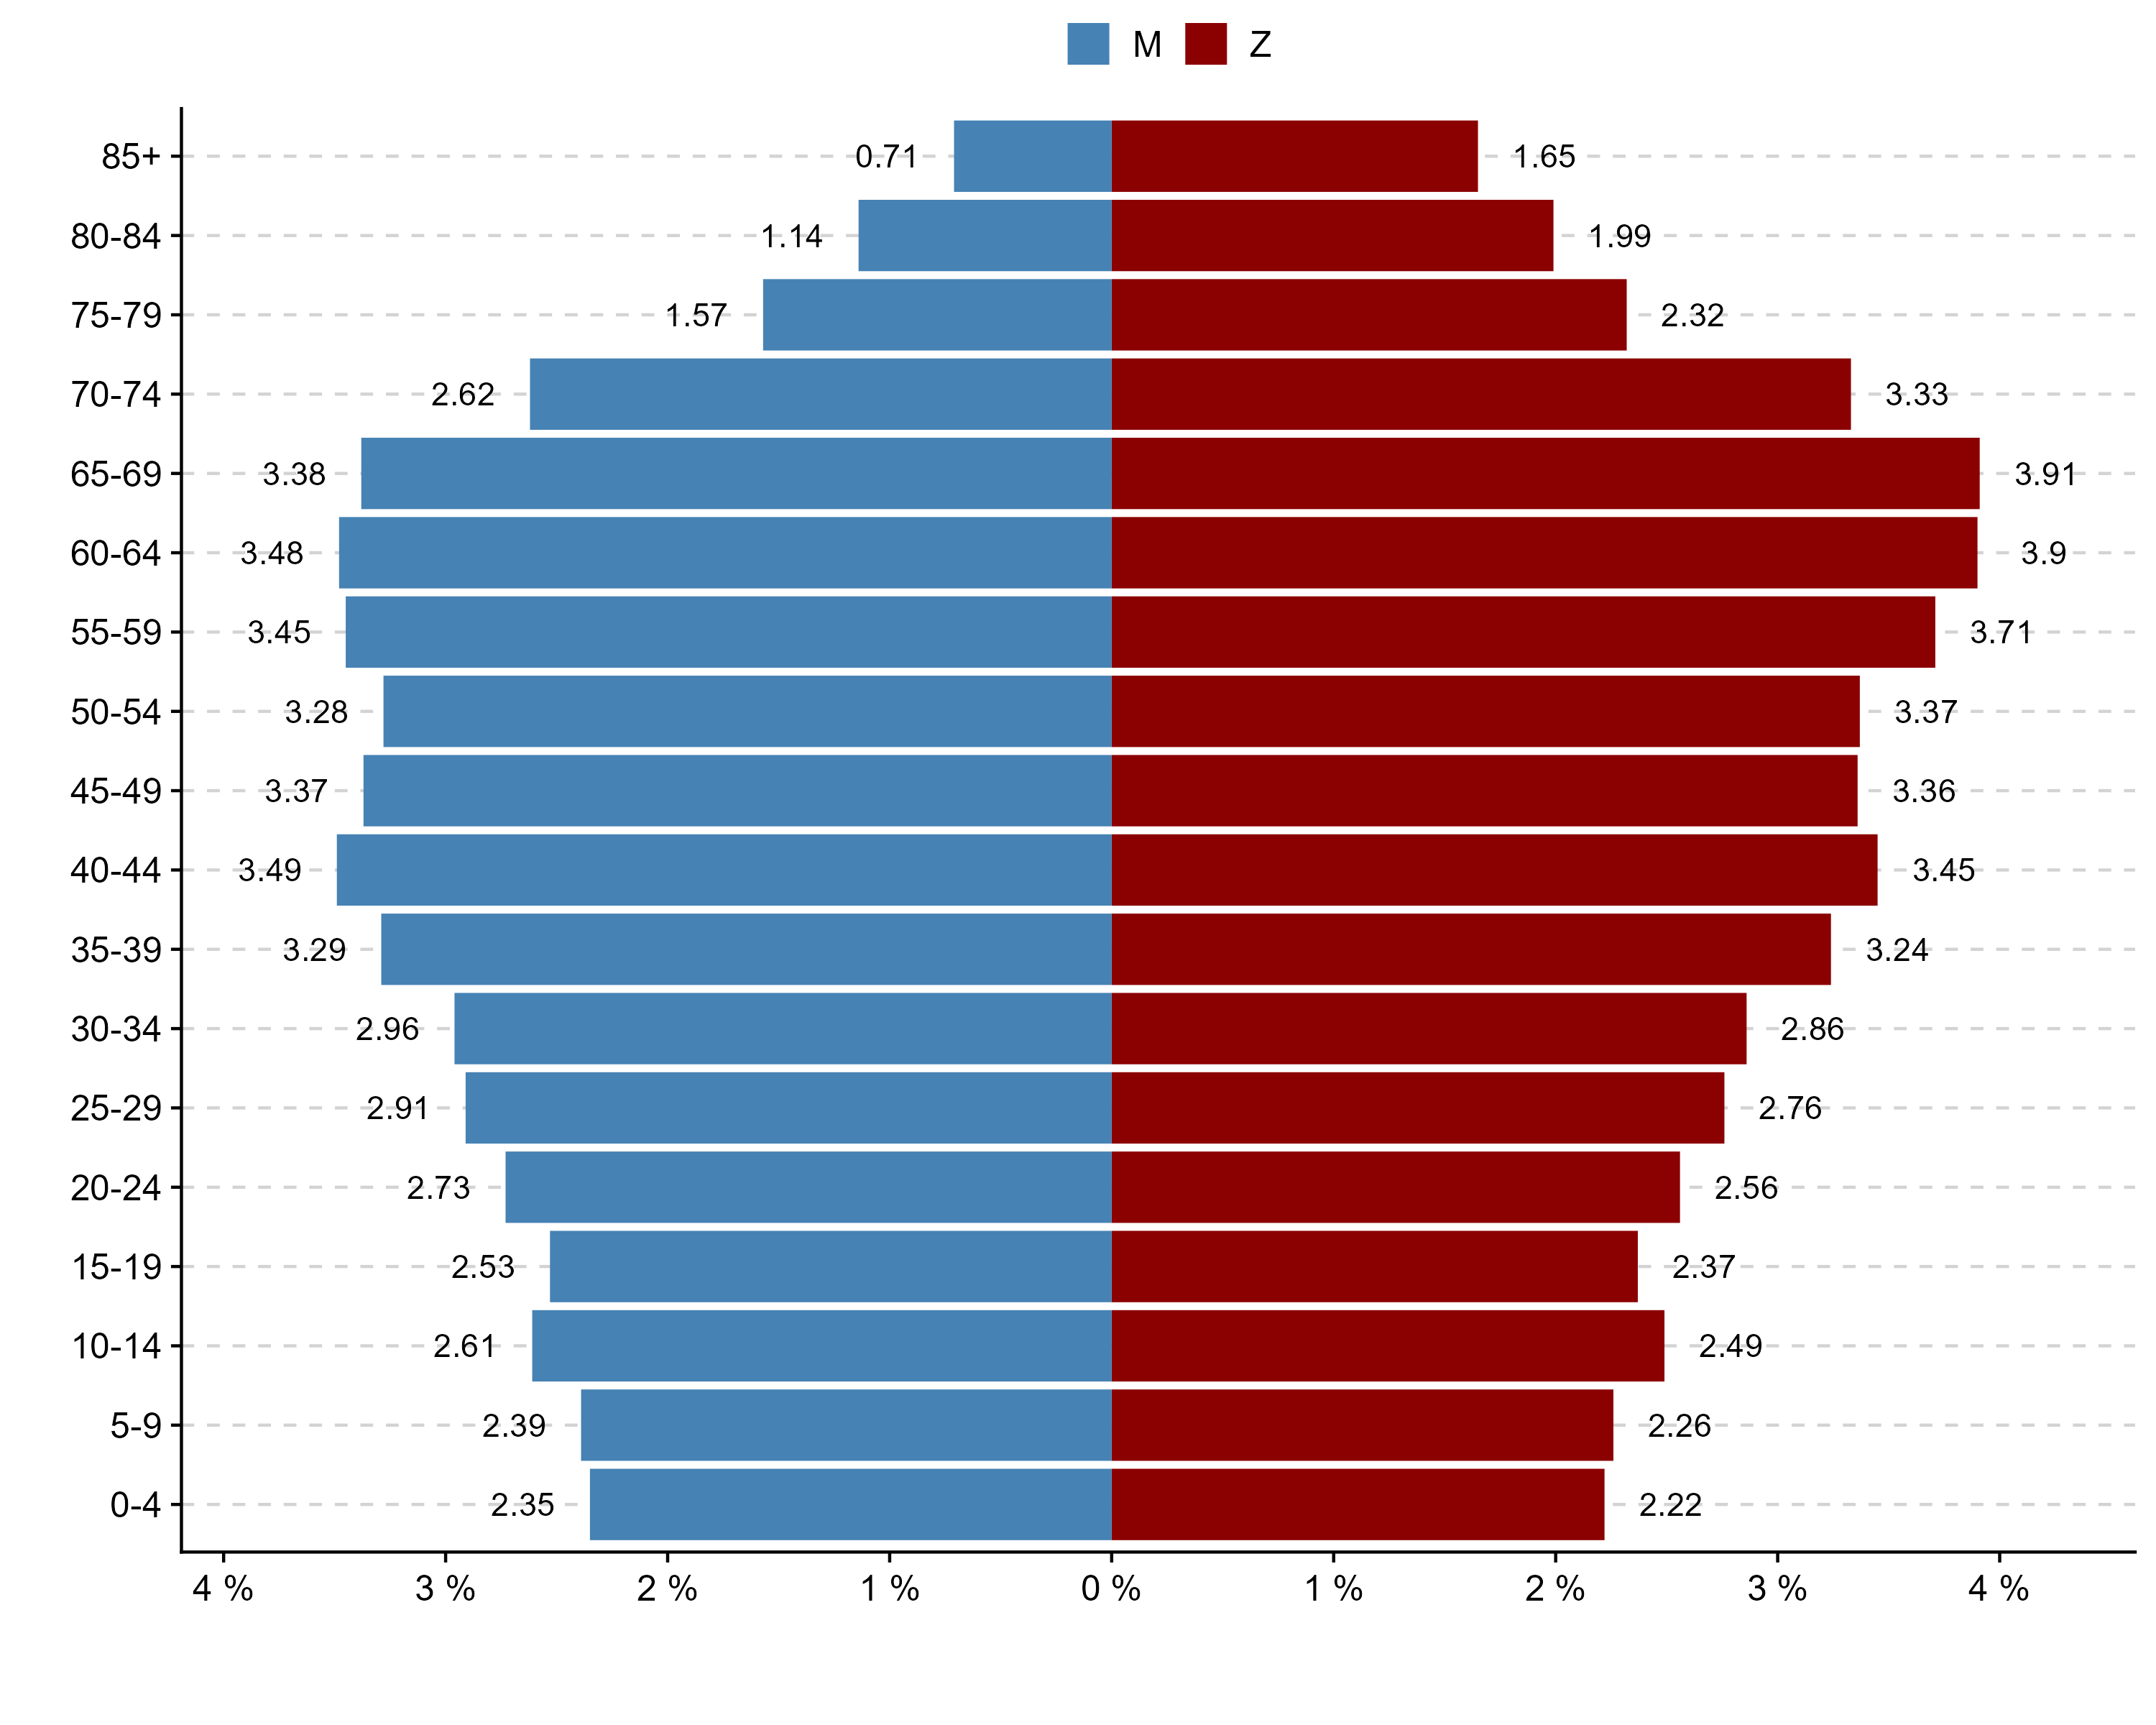 M Z
0.71 85+ 1.65
1.14 80-84 1.99
1.57 75-79 2.32
2.62 70-74 3.33
3.38 65-69 3.91
3.48 60-64 3.9
3.45 55-59 3.71
3.28 50-54 3.37
3.37 45-49 3.36
3.49 40-44 3.45
3.29 35-39 3.24
2.96 30-34 2.86
2.91 25-29 2.76
2.73 20-24 2.56
2.53 15-19 2.37
2.61 10-14 2.49
2.39 5-9 2.26
2.35 0-4 2.22
4 % 3 % 2 % 1 % 0 % 1 % 2 % 3 % 4 %